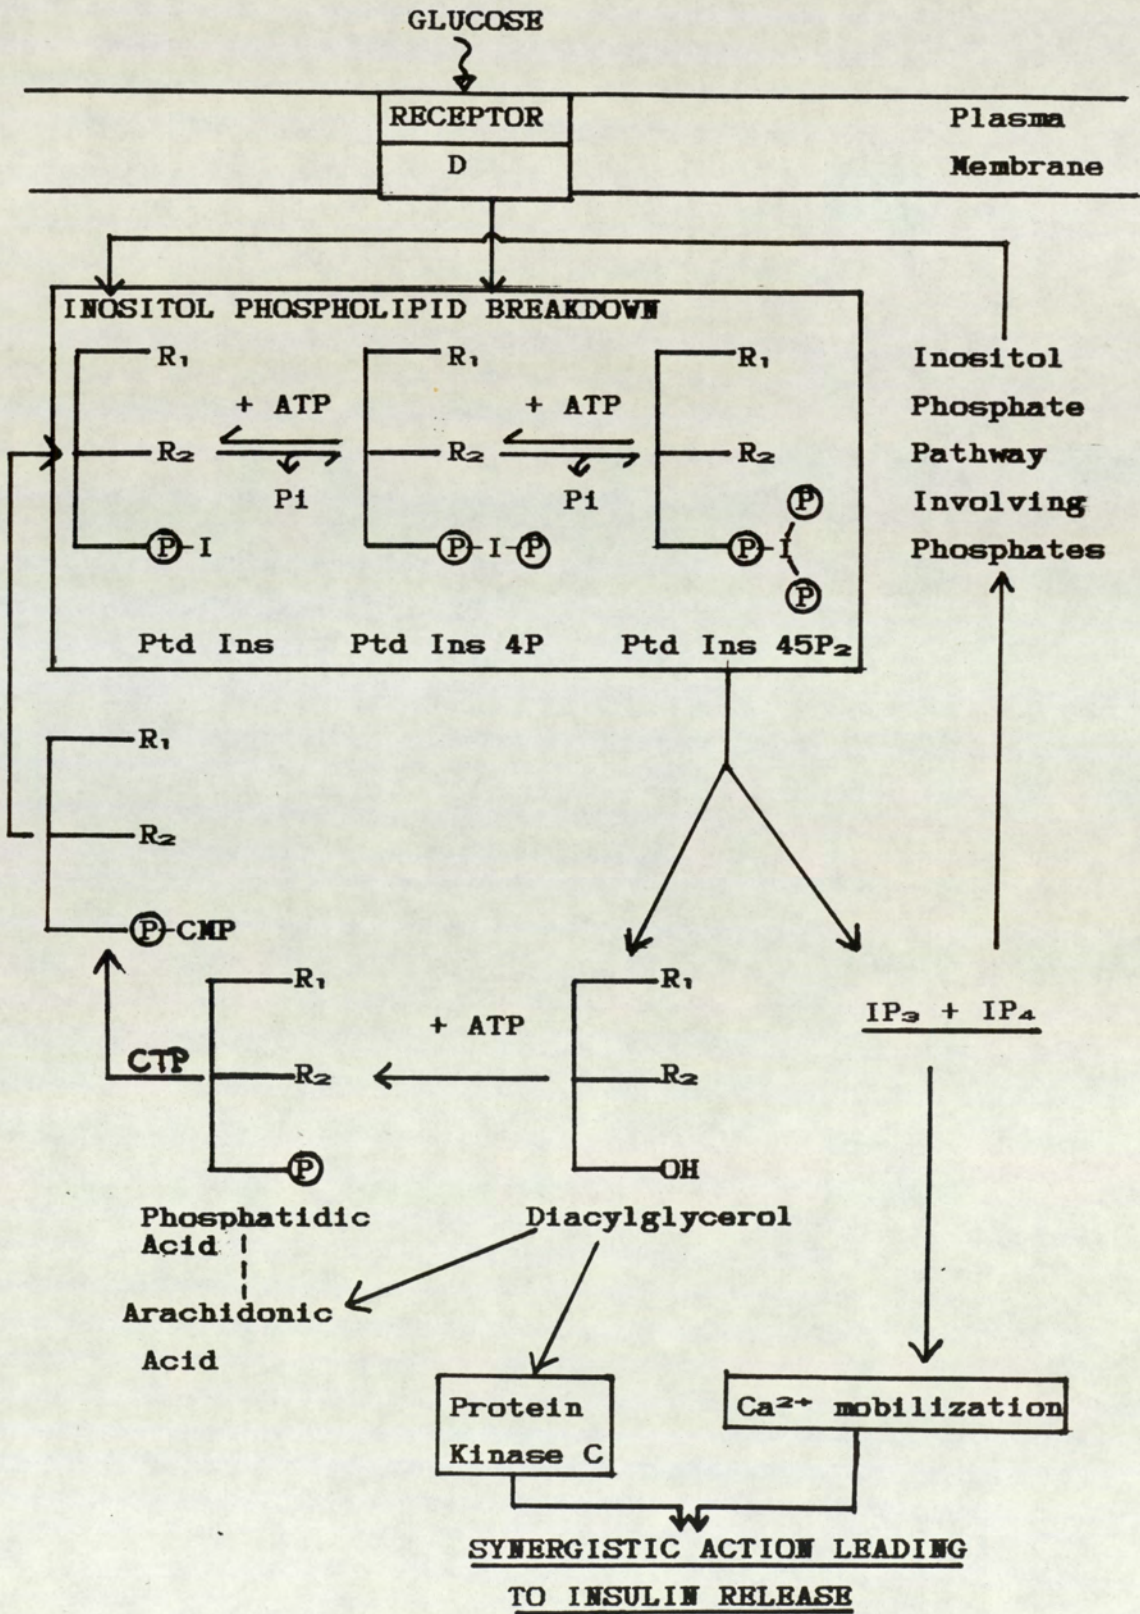 GLUCOSE
RECEPTOR
D
Plasma
Membrane
INOSITOL PHOSPHOLIPID BREAKDOWN
R₁ R₁ R₁
+ ATP + ATP
R₂ R₂ R₂
Pi Pi
P-I P-I-P P-I P P
Ptd Ins Ptd Ins 4P Ptd Ins 45P₂
Inositol
Phosphate
Pathway
Involving
Phosphates
R₁
R₂
P-CMP
CTP
R₁
R₂
P
Phosphatidic
Acid
+ ATP
R₁
R₂
OH
Diacylglycerol
IP₃ + IP₄
Arachidonic
Acid
Protein
Kinase C
Ca²⁺ mobilization
SYNERGISTIC ACTION LEADING
TO INSULIN RELEASE